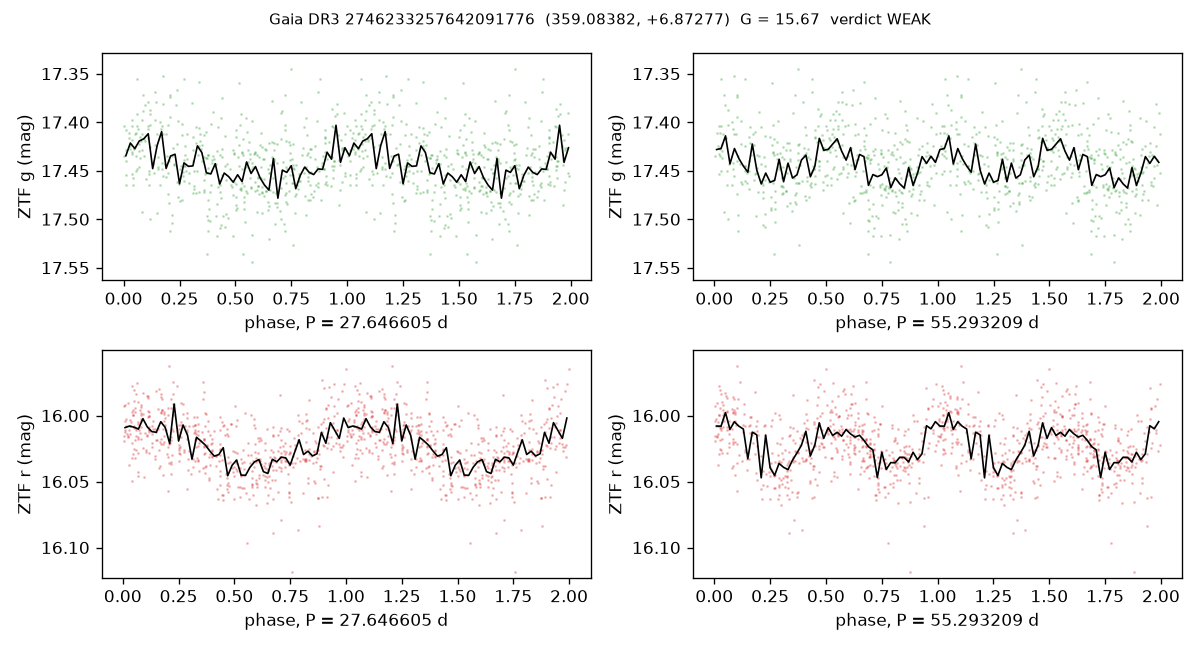 Gaia DR3 2746233257642091776  (359.08382, +6.87277)  G = 15.67  verdict WEAK
ZTF g (mag)
17.35
17.40
17.45
17.50
17.55
0.00 0.25 0.50 0.75 1.00 1.25 1.50 1.75 2.00
phase, P = 27.646605 d
ZTF g (mag)
17.35
17.40
17.45
17.50
17.55
0.00 0.25 0.50 0.75 1.00 1.25 1.50 1.75 2.00
phase, P = 55.293209 d
ZTF r (mag)
16.00
16.05
16.10
0.00 0.25 0.50 0.75 1.00 1.25 1.50 1.75 2.00
phase, P = 27.646605 d
ZTF r (mag)
16.00
16.05
16.10
0.00 0.25 0.50 0.75 1.00 1.25 1.50 1.75 2.00
phase, P = 55.293209 d